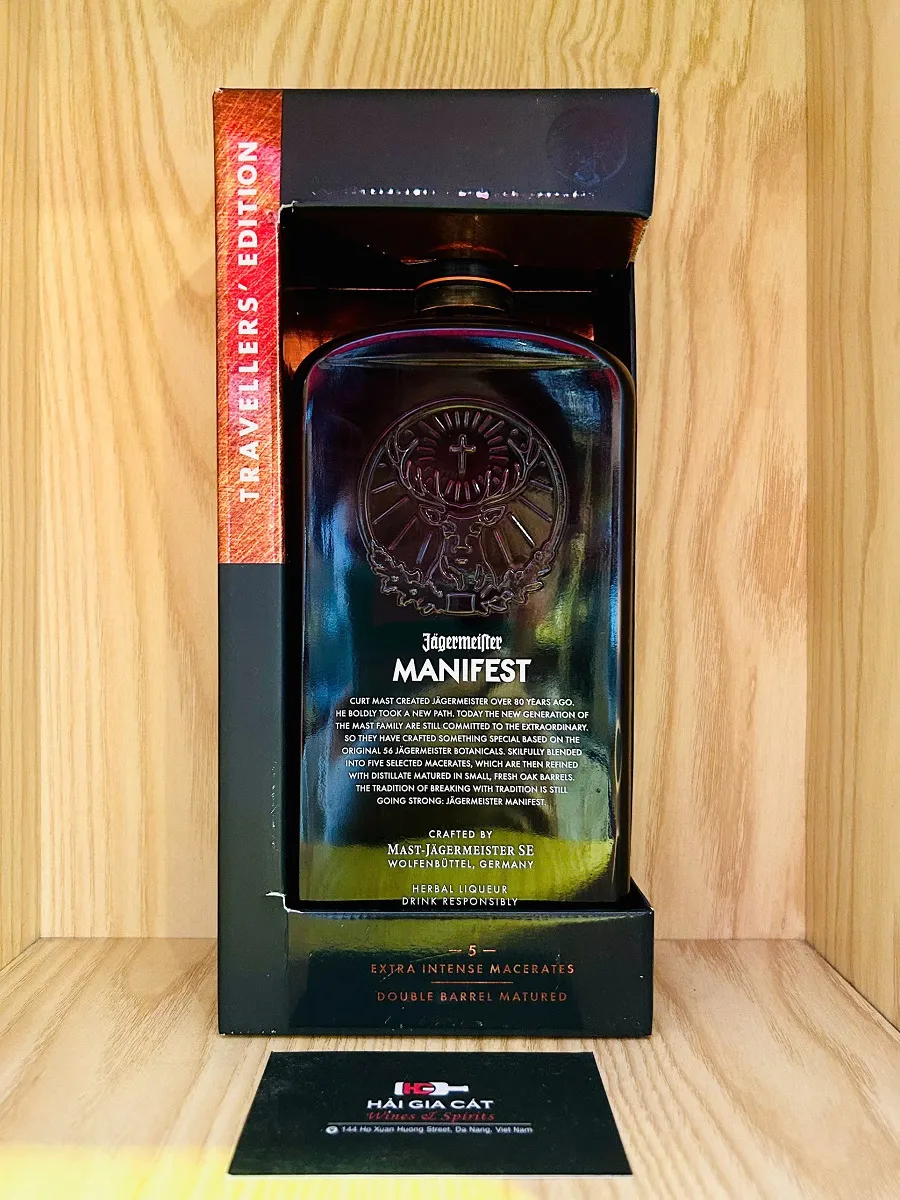 TRAVELLERS' EDITION
Jägermeiſter
MANIFEST
CURT MAST CREATED JÄGERMEISTER OVER 80 YEARS AGO.
HE BOLDLY TOOK A NEW PATH. TODAY THE NEW GENERATION OF
THE MAST FAMILY ARE STILL COMMITTED TO THE EXTRAORDINARY.
SO THEY HAVE CRAFTED SOMETHING SPECIAL BASED ON THE
ORIGINAL 56 JÄGERMEISTER BOTANICALS. SKILFULLY BLENDED
INTO FIVE SELECTED MACERATES, WHICH ARE THEN REFINED
WITH DISTILLATE MATURED IN SMALL, FRESH OAK BARRELS.
THE TRADITION OF BREAKING WITH TRADITION IS STILL
GOING STRONG: JÄGERMEISTER MANIFEST.
CRAFTED BY
MAST-JÄGERMEISTER SE
WOLFENBÜTTEL, GERMANY
HERBAL LIQUEUR
DRINK RESPONSIBLY
— 5 —
EXTRA INTENSE MACERATES
DOUBLE BARREL MATURED
HẢI GIA CÁT
Wines & Spirits
144 Ho Xuan Huong Street, Da Nang, Viet Nam